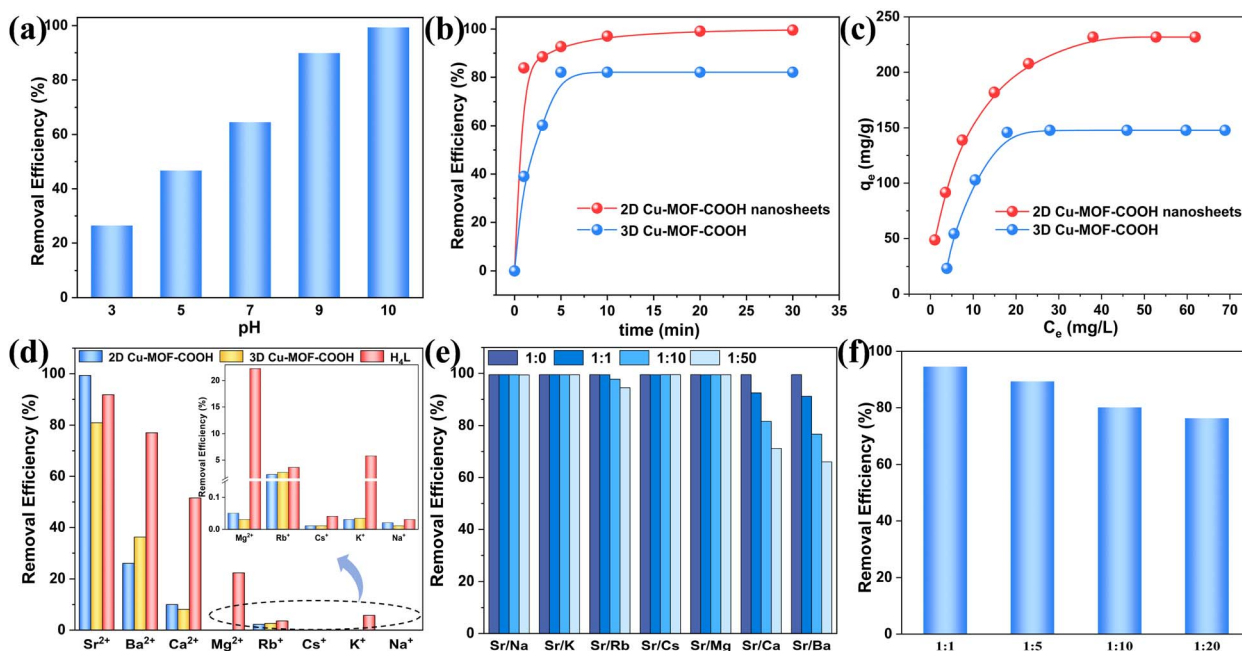 (a)
Removal Efficiency (%)
100
80
60
40
20
0
3 5 7 9 10
pH
(b)
Removal Efficiency (%)
100
80
60
40
20
0
2D Cu-MOF-COOH nanosheets
3D Cu-MOF-COOH
0 5 10 15 20 25 30 35
time (min)
(c)
qₑ (mg/g)
250
200
150
100
50
0
2D Cu-MOF-COOH nanosheets
3D Cu-MOF-COOH
0 10 20 30 40 50 60 70
Cₑ (mg/L)
(d)
2D Cu-MOF-COOH 3D Cu-MOF-COOH H₄L
Removal Efficiency (%)
100
80
60
40
20
0
Removal Efficiency (%)
20
15
10
5
0.1
0.0
Mg²⁺ Rb⁺ Cs⁺ K⁺ Na⁺
Sr²⁺ Ba²⁺ Ca²⁺ Mg²⁺ Rb⁺ Cs⁺ K⁺ Na⁺
(e)
1:0 1:1 1:10 1:50
Removal Efficiency (%)
100
80
60
40
20
0
Sr/Na Sr/K Sr/Rb Sr/Cs Sr/Mg Sr/Ca Sr/Ba
(f)
Removal Efficiency (%)
100
80
60
40
20
0
1:1 1:5 1:10 1:20